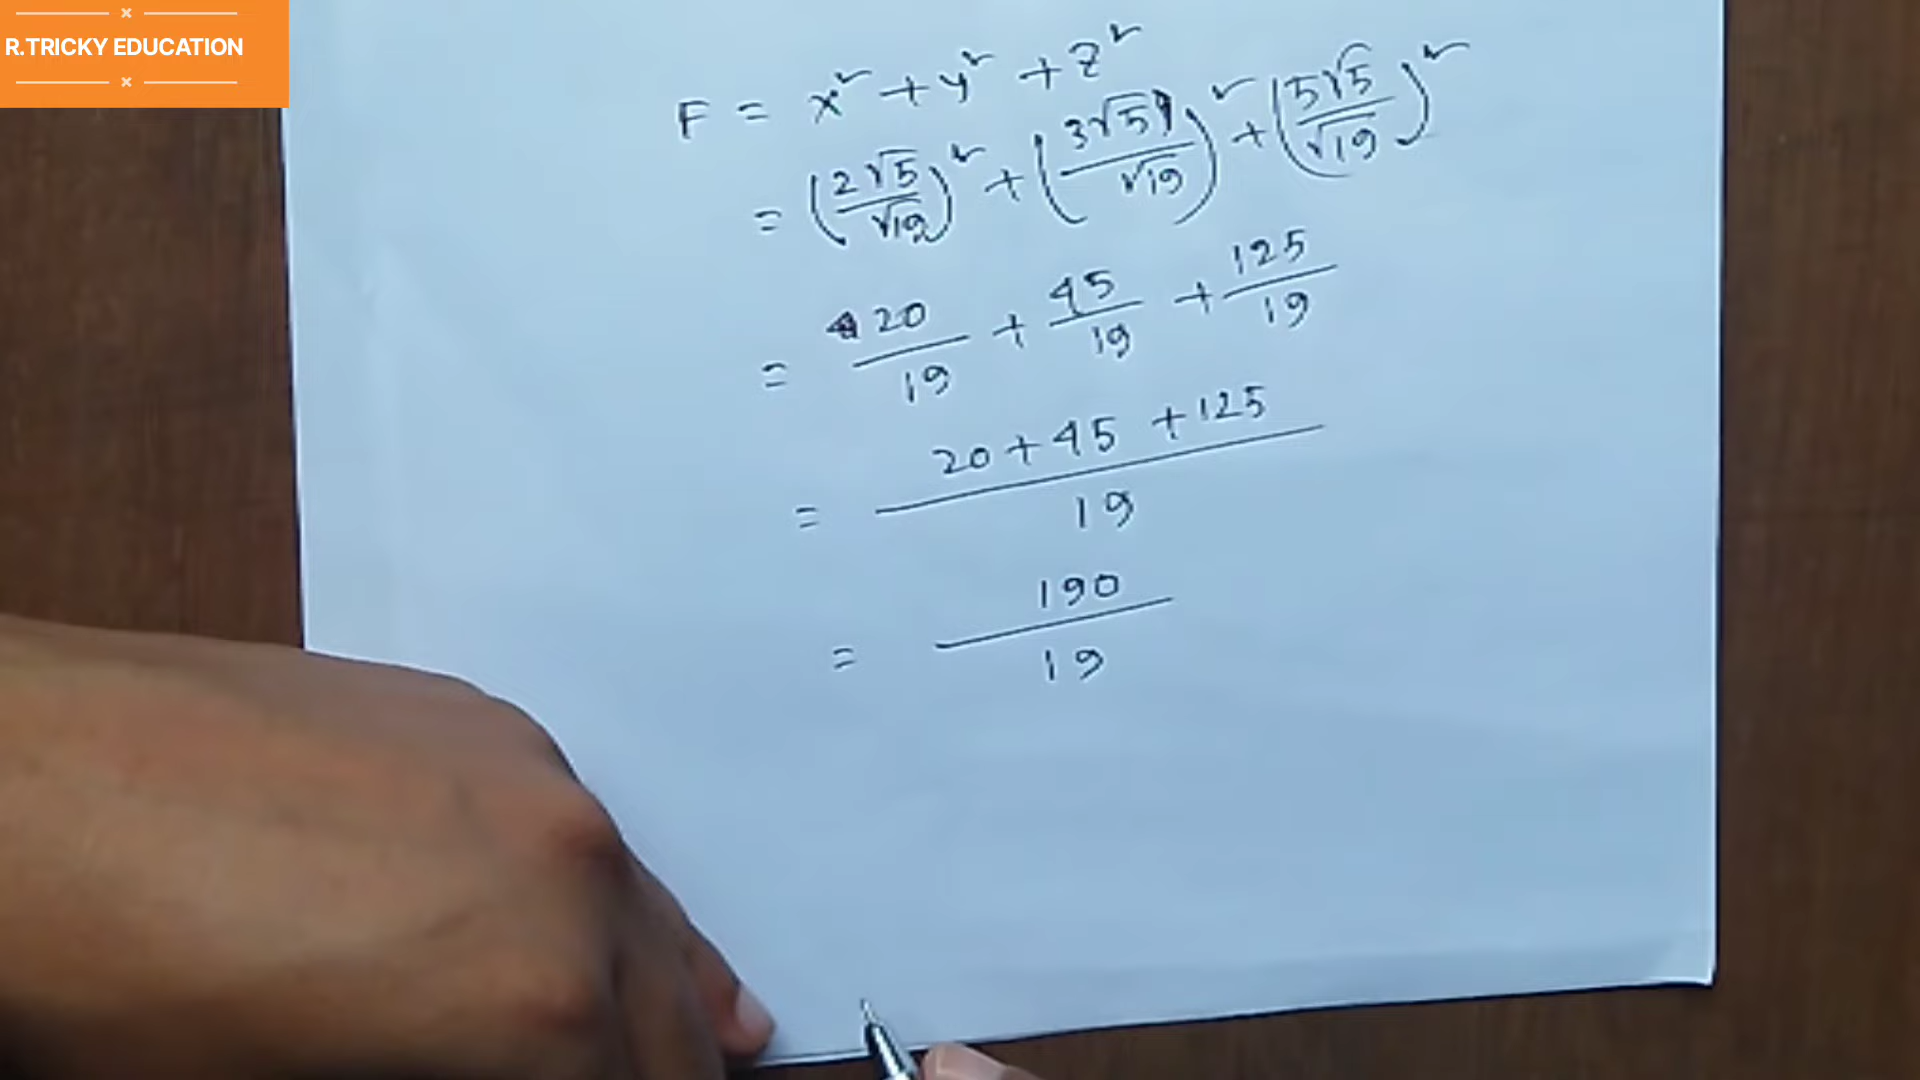 R.TRICKY EDUCATION
F = x² + y² + z²
= (2√5/√19)² + (3√5/√19)² + (5√5/√19)²
= 20/19 + 45/19 + 125/19
= 20 + 45 + 125/19
= 190/19